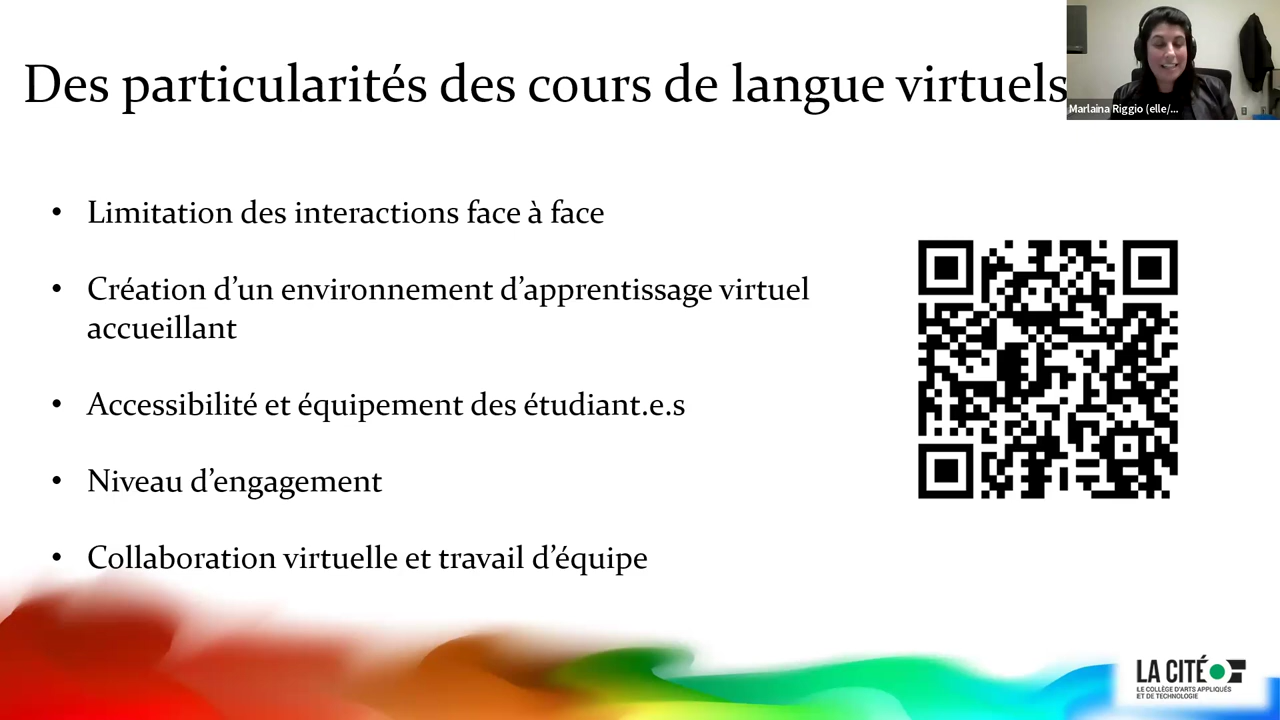 Des particularités des cours de langue virtuels
Marlaina Riggio (elle/...
• Limitation des interactions face à face
• Création d’un environnement d’apprentissage virtuel
accueillant
• Accessibilité et équipement des étudiant.e.s
• Niveau d’engagement
• Collaboration virtuelle et travail d’équipe
LA CITÉ
LE COLLÈGE D'ARTS APPLIQUÉS
ET DE TECHNOLOGIE